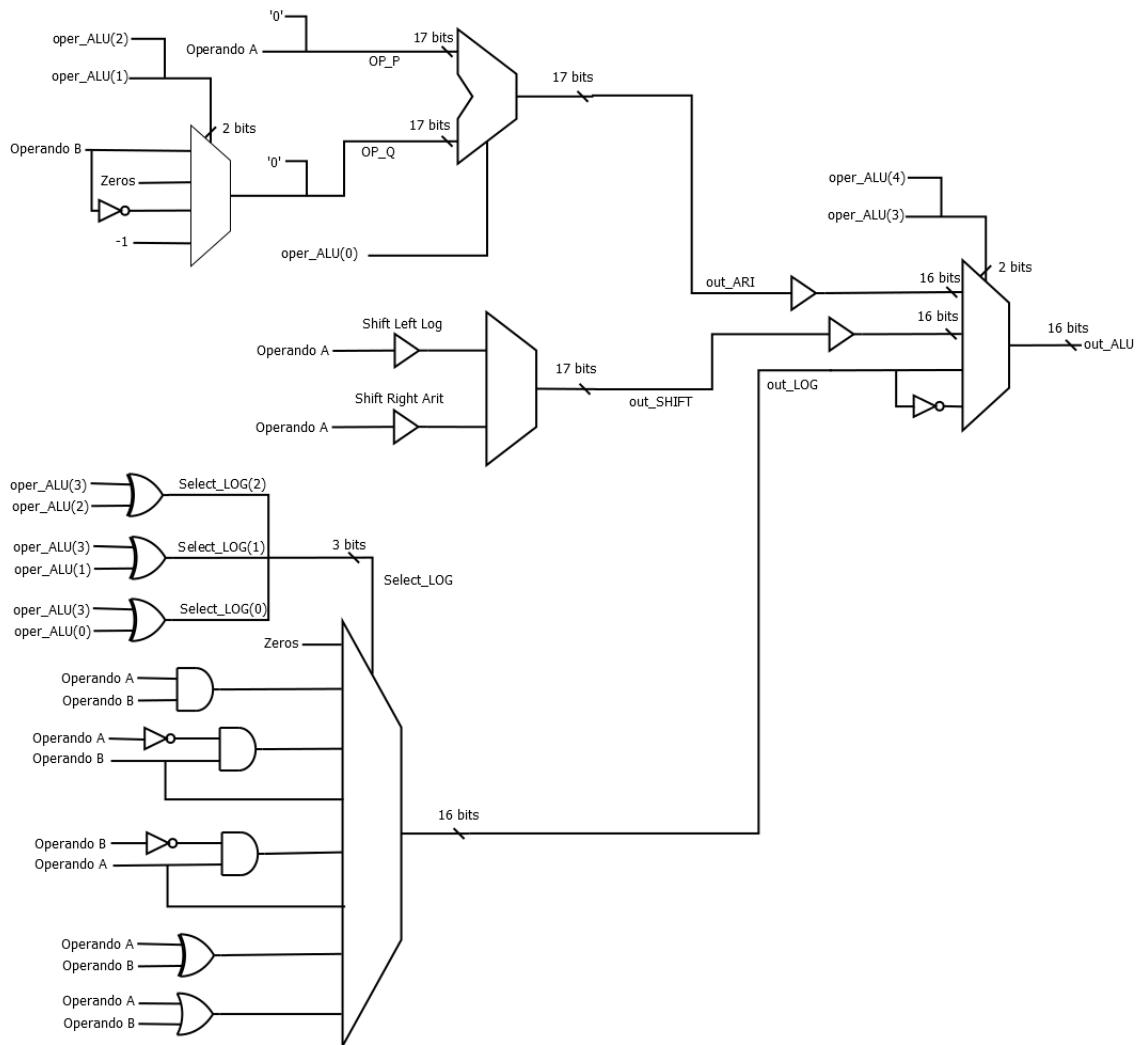 '0'
oper_ALU(2)
Operando A
17 bits
OP_P
oper_ALU(1)
17 bits
2 bits
17 bits
Operando B
'0'
OP_Q
Zeros
oper_ALU(4)
oper_ALU(3)
-1
oper_ALU(0)
2 bits
out_ARI
16 bits
Shift Left Log
16 bits
16 bits
Operando A
17 bits
out_ALU
out_LOG
Shift Right Arit
out_SHIFT
Operando A
oper_ALU(3)
Select_LOG(2)
oper_ALU(2)
oper_ALU(3)
Select_LOG(1)
3 bits
oper_ALU(1)
Select_LOG
oper_ALU(3)
Select_LOG(0)
oper_ALU(0)
Zeros
Operando A
Operando B
Operando A
Operando B
16 bits
Operando B
Operando A
Operando A
Operando B
Operando A
Operando B